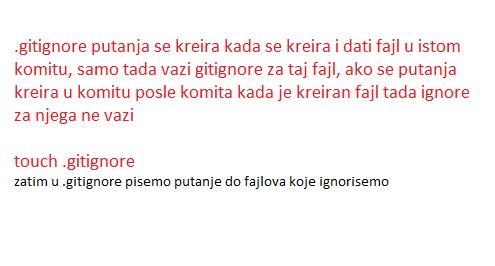 .gitignore putanja se kreira kada se kreira i dati fajl u istom
komitu, samo tada vazi gitignore za taj fajl, ako se putanja
kreira u komitu posle komita kada je kreiran fajl tada ignore
za njega ne vazi
touch .gitignore
zatim u .gitignore pisemo putanje do fajlova koje ignorisemo